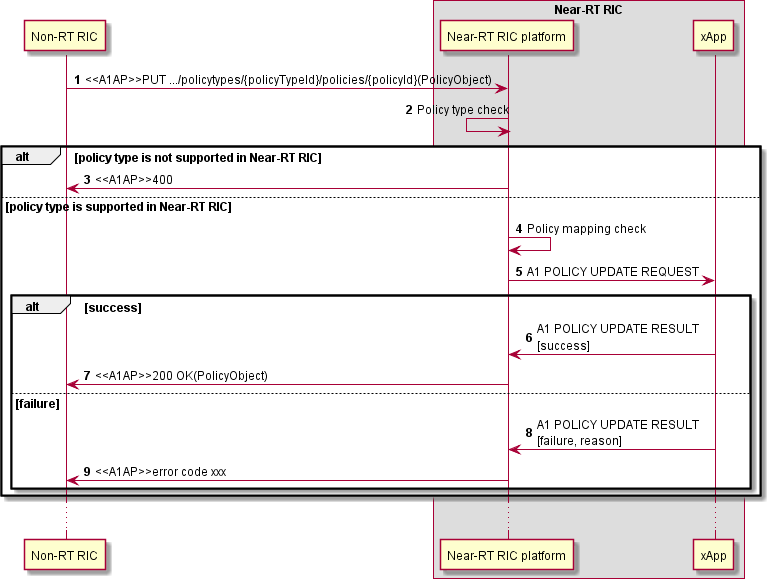 Near-RT RIC
Non-RT RIC
Near-RT RIC platform
xApp
1 <<A1AP>>PUT .../policytypes/{policyTypeId}/policies/{policyId}(PolicyObject)
2 Policy type check
alt [policy type is not supported in Near-RT RIC]
3 <<A1AP>>400
[policy type is supported in Near-RT RIC]
4 Policy mapping check
5 A1 POLICY UPDATE REQUEST
alt [success]
6 A1 POLICY UPDATE RESULT
[success]
7 <<A1AP>>200 OK(PolicyObject)
[failure]
8 A1 POLICY UPDATE RESULT
[failure, reason]
9 <<A1AP>>error code xxx
Non-RT RIC
Near-RT RIC platform
xApp